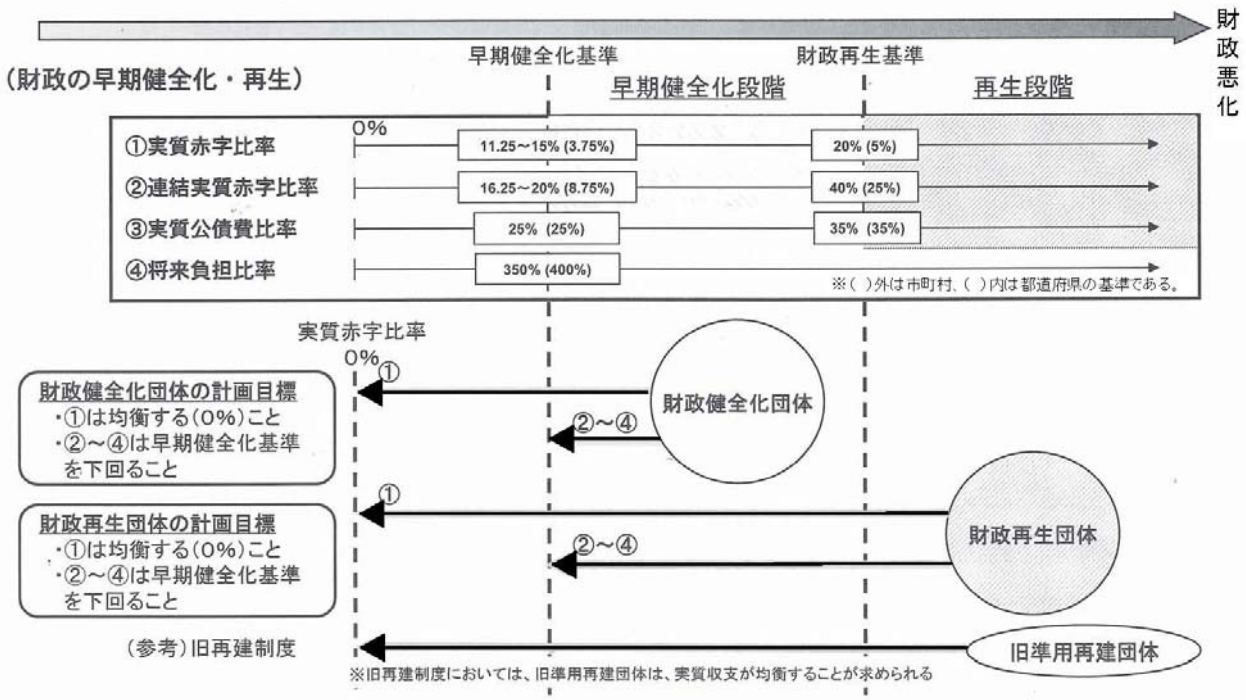 財政悪化
早期健全化基準
財政再生基準
(財政の早期健全化・再生)
早期健全化段階
再生段階
0%
①実質赤字比率
11.25～15% (3.75%)
20% (5%)
②連結実質赤字比率
16.25～20% (8.75%)
40% (25%)
③実質公債費比率
25% (25%)
35% (35%)
④将来負担比率
350% (400%)
※( )外は市町村、( )内は都道府県の基準である。
実質赤字比率
0%
①
財政健全化団体の計画目標
・①は均衡する(0%)こと
・②～④は早期健全化基準
を下回ること
②～④
財政健全化団体
①
財政再生団体の計画目標
・①は均衡する(0%)こと
・②～④は早期健全化基準
を下回ること
②～④
財政再生団体
(参考)旧再建制度
旧準用再建団体
※旧再建制度においては、旧準用再建団体は、実質収支が均衡することが求められる